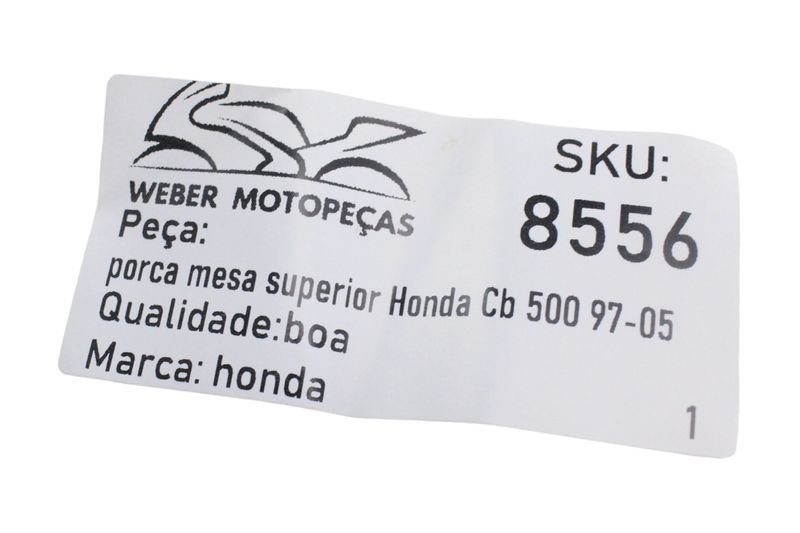 WEBER MOTOPEÇAS
SKU:
8556
Peça:
porca mesa superior Honda Cb 500 97-05
Qualidade:boa
Marca: honda
1